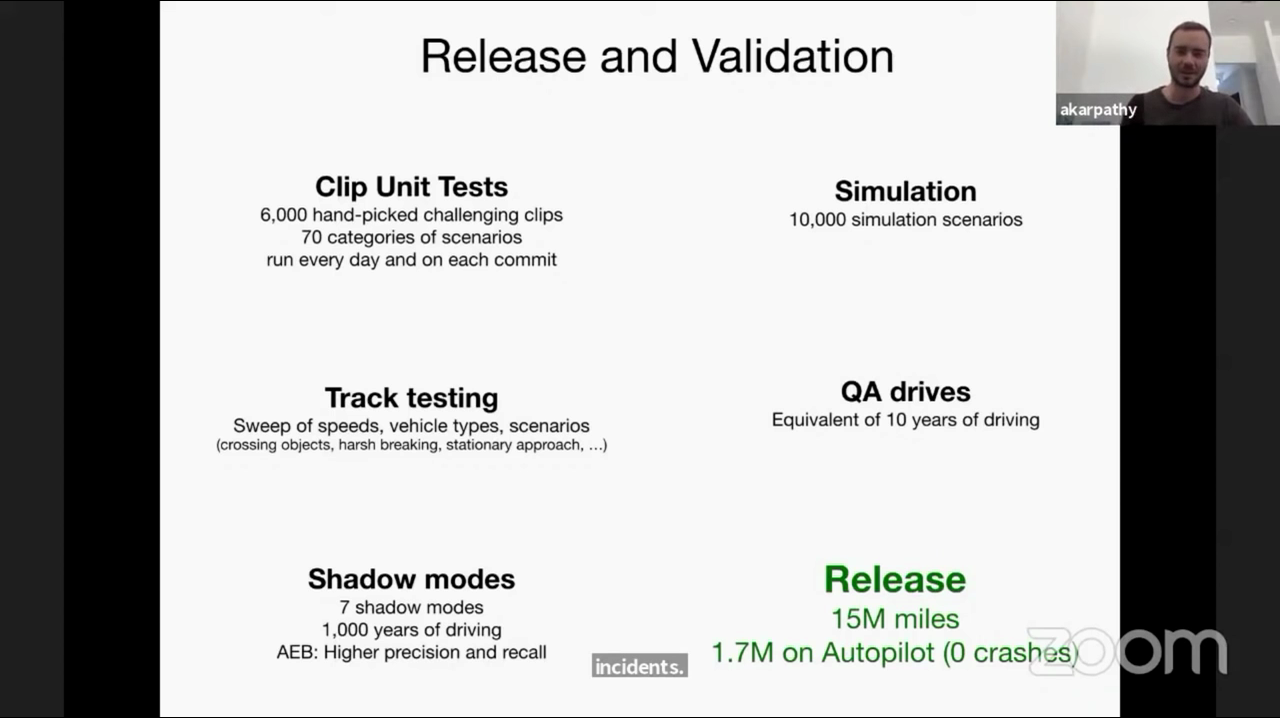 Release and Validation
akarpathy
Clip Unit Tests
6,000 hand-picked challenging clips
70 categories of scenarios
run every day and on each commit
Simulation
10,000 simulation scenarios
Track testing
Sweep of speeds, vehicle types, scenarios
(crossing objects, harsh breaking, stationary approach, ...)
QA drives
Equivalent of 10 years of driving
Shadow modes
7 shadow modes
1,000 years of driving
AEB: Higher precision and recall
Release
15M miles
1.7M on Autopilot (0 crashes)
incidents.
zoom